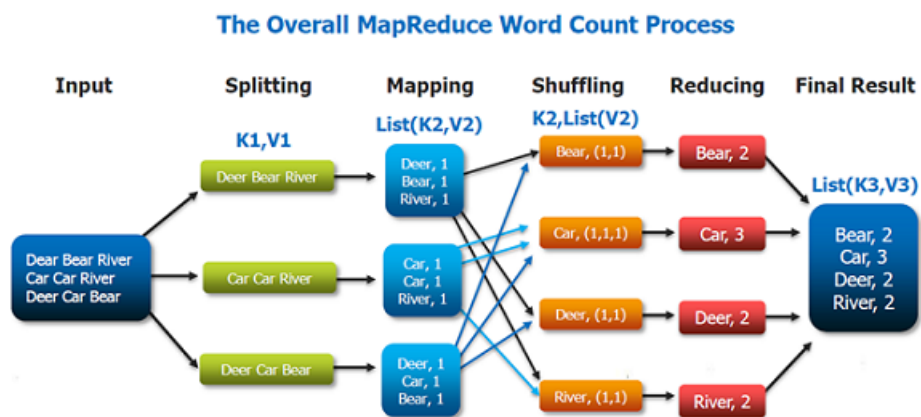 The Overall MapReduce Word Count Process
Input
Splitting
Mapping
Shuffling
Reducing
Final Result
K1,V1
List(K2,V2)
K2,List(V2)
List(K3,V3)
Dear Bear River
Car Car River
Deer Car Bear
Deer Bear River
Car Car River
Deer Car Bear
Deer, 1
Bear, 1
River, 1
Car, 1
Car, 1
River, 1
Deer, 1
Car, 1
Bear, 1
Bear, (1,1)
Car, (1,1,1)
Deer, (1,1)
River, (1,1)
Bear, 2
Car, 3
Deer, 2
River, 2
Bear, 2
Car, 3
Deer, 2
River, 2